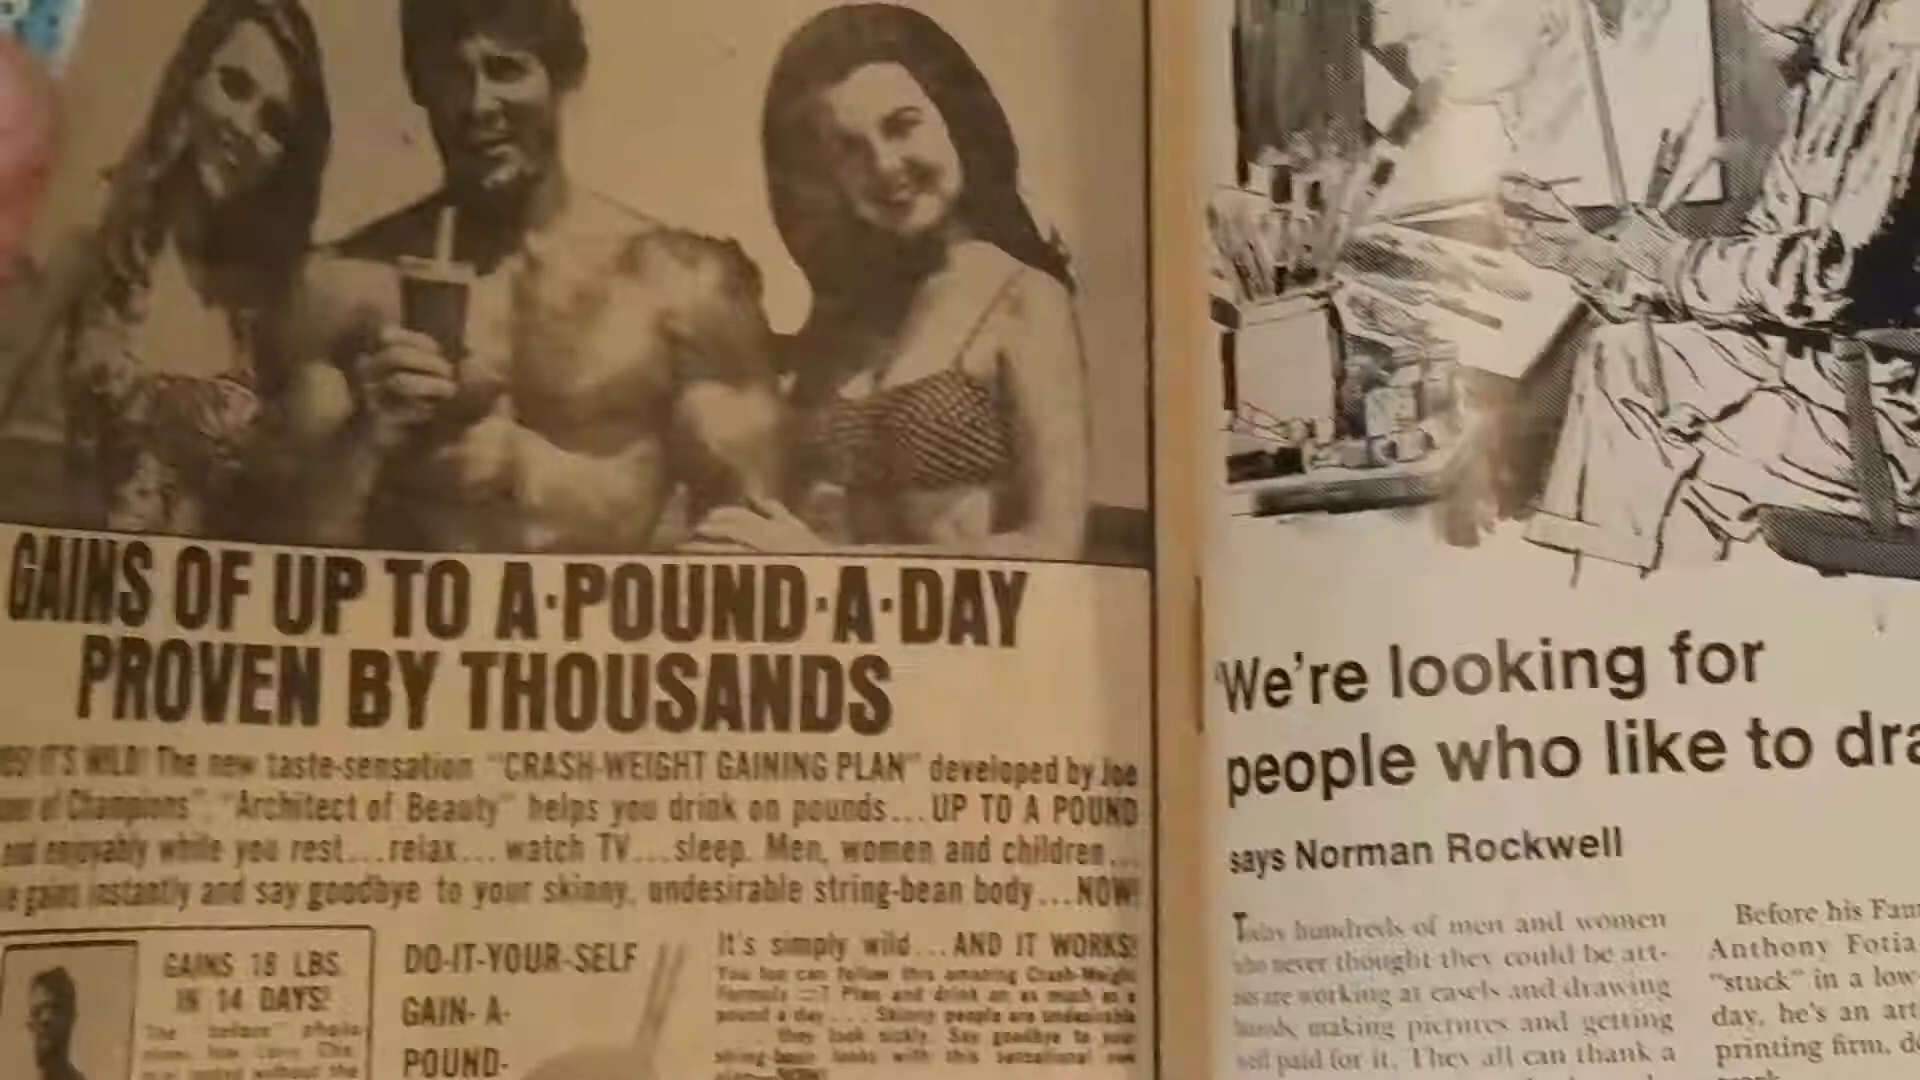 GAINS OF UP TO A·POUND·A·DAY
PROVEN BY THOUSANDS
IT'S WILD! The new taste-sensation "CRASH-WEIGHT GAINING PLAN" developed by Joe
of Champions". "Architect of Beauty" helps you drink on pounds...UP TO A POUND
and enjoyably while you rest...relax...watch TV...sleep. Men, women and children...
gains instantly and say goodbye to your skinny, undesirable string-bean body...NOW!
GAINS 18 LBS.
IN 14 DAYS!
The "before" photo
DO-IT-YOUR-SELF
GAIN-A-
POUND-
It's simply wild...AND IT WORKS!
You too can follow this amazing Crash-Weight
Formula Plan and drink on as much as a
pound a day... Skinny people are undesirable
they look sickly. Say goodbye to your
string-bean looks with this sensational new
"We're looking for
people who like to dra
says Norman Rockwell
Today hundreds of men and women
who never thought they could be art-
ists are working at easels and drawing
making pictures and getting
well paid for it. They all can thank a
Before his Fam
Anthony Fotia
"stuck" in a low
day, he's an art
printing firm, d